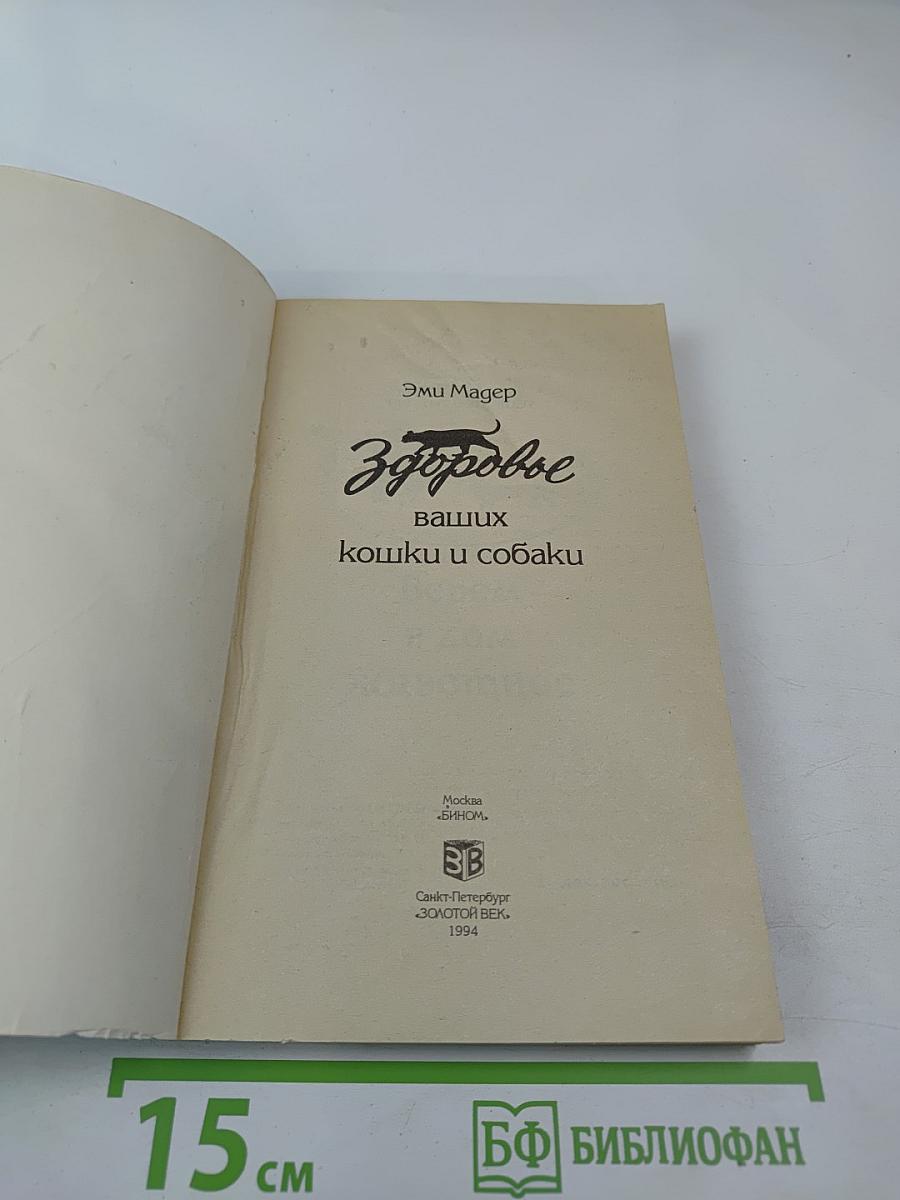 Эми Мадер
Здоровье
ваших
кошки и собаки
Москва
«БИНОМ»
ЗВ
Санкт-Петербург
«ЗОЛОТОЙ ВЕК»
1994
15 см
БФ БИБЛИОФАН